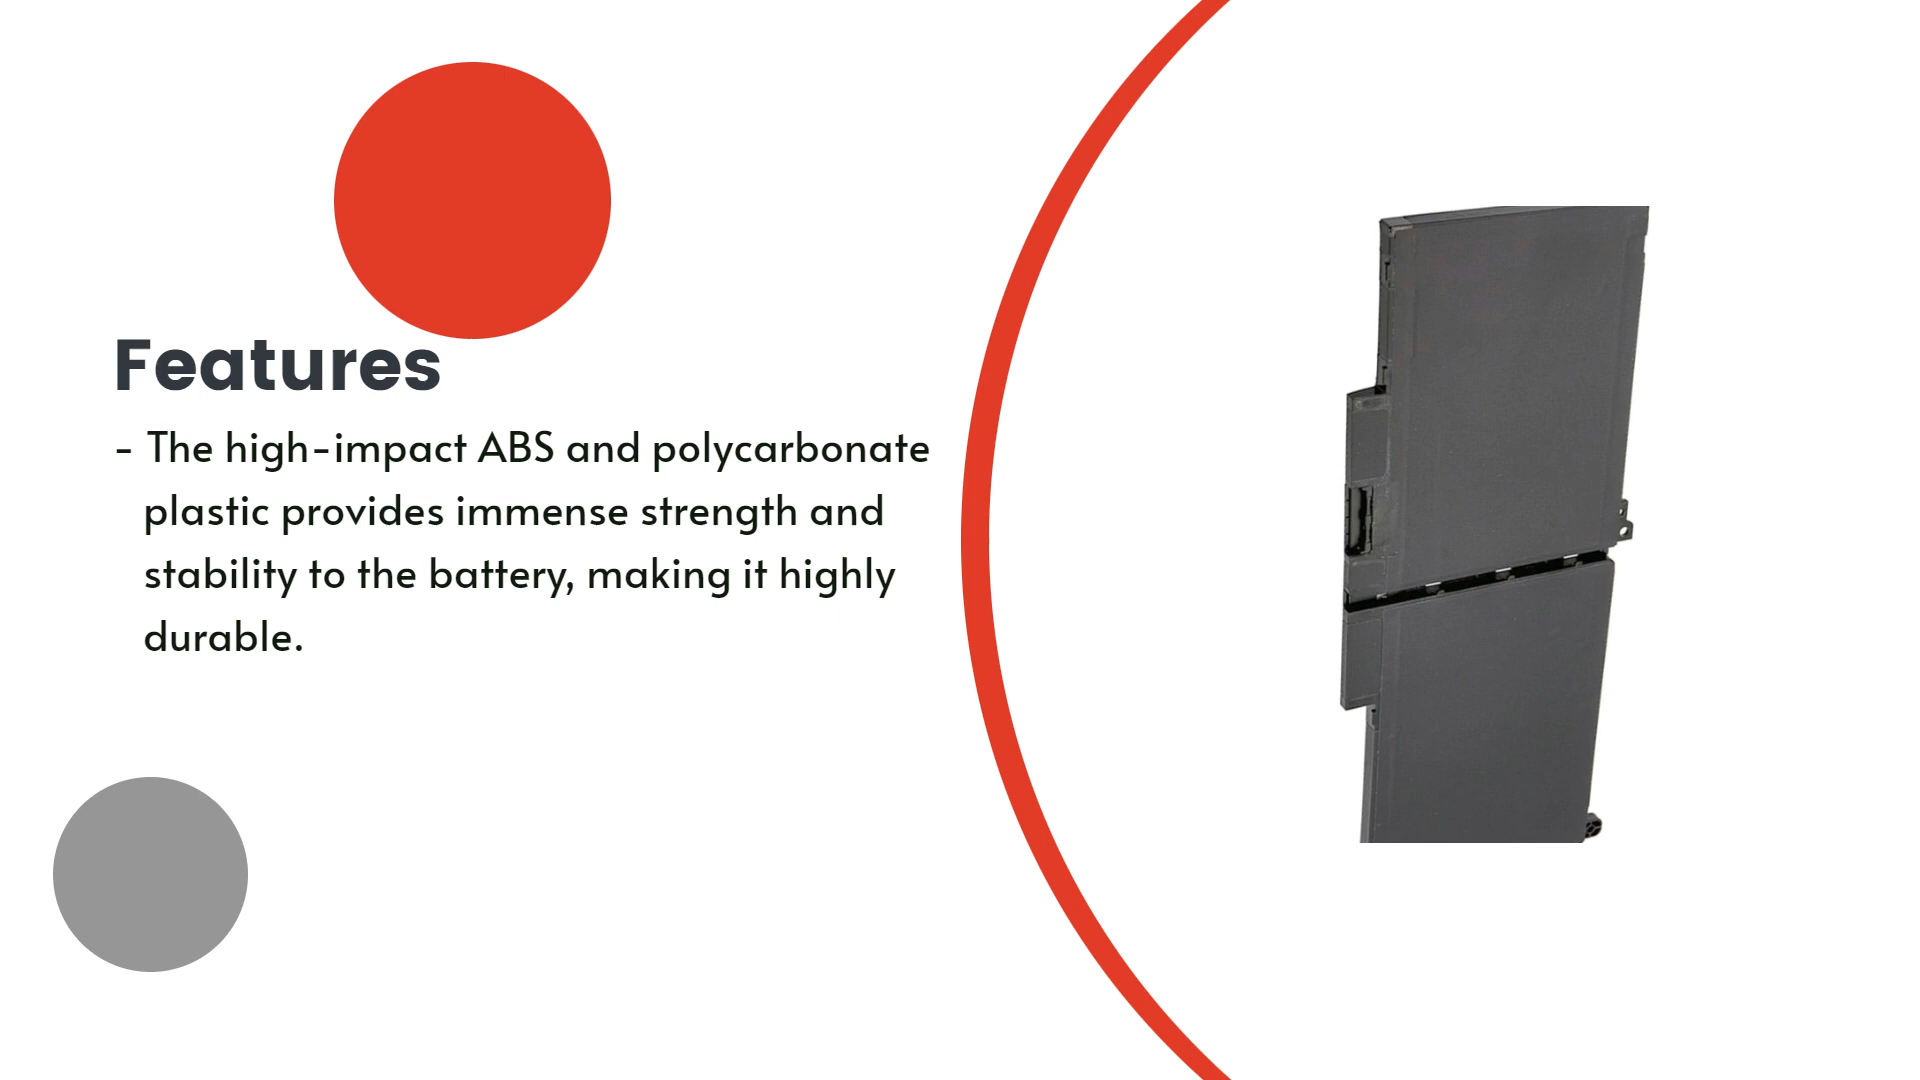 Features
- The high-impact ABS and polycarbonate
plastic provides immense strength and
stability to the battery, making it highly
durable.